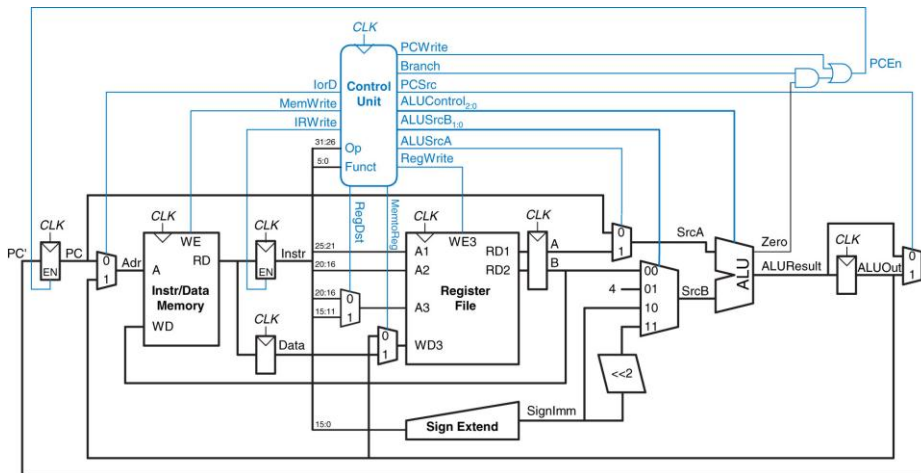 CLK
PCWrite
Branch
PCEn
IorD
Control
Unit
PCSrc
MemWrite
ALUControl2:0
IRWrite
ALUSrcB1:0
31:26
Op
ALUSrcA
5:0
Funct
RegWrite
RegDst
MemtoReg
CLK
CLK
CLK
CLK
CLK
CLK
PC'
PC
EN
0
1
Adr
WE
A
RD
Instr/Data
Memory
WD
EN
Instr
25:21
20:16
20:16
15:11
0
1
A1
A2
A3
WD3
WE3
RD1
RD2
Register
File
A
B
0
1
SrcA
4
00
01
10
11
SrcB
ALU
Zero
ALUResult
ALUOut
0
1
CLK
Data
0
1
<<2
SignImm
15:0
Sign Extend